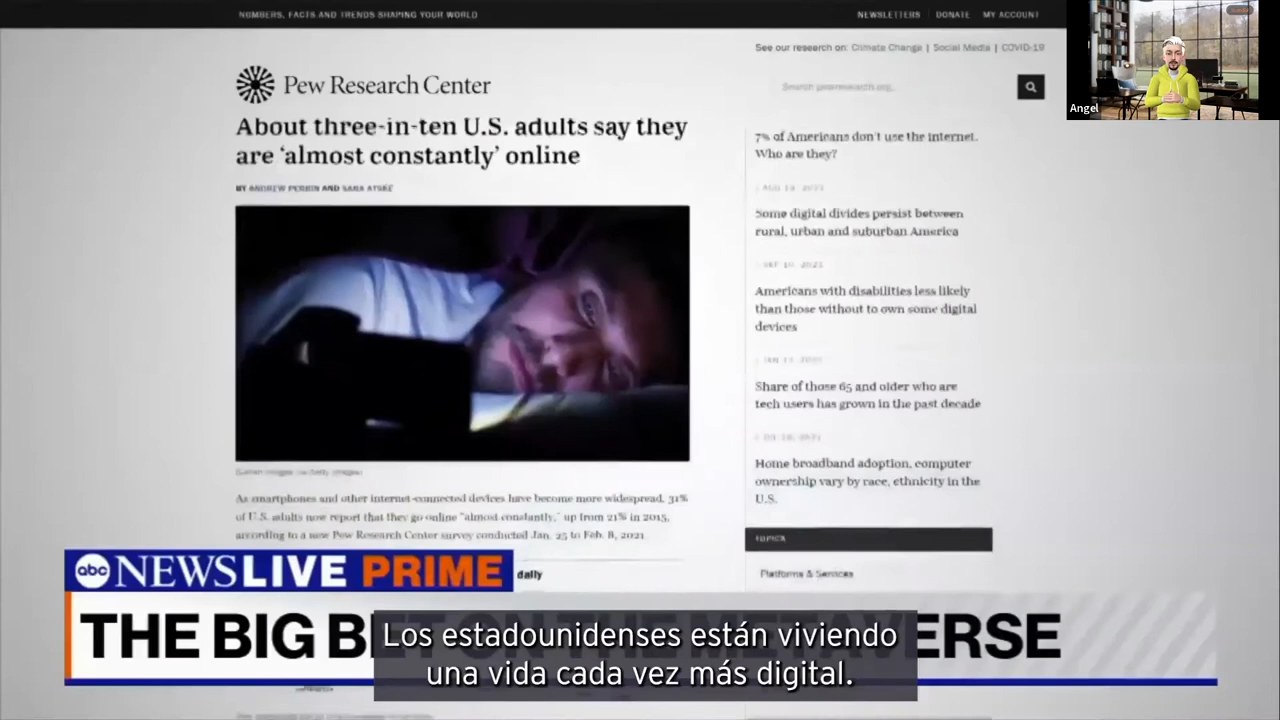 NUMBERS, FACTS AND TRENDS SHAPING YOUR WORLD
NEWSLETTERS DONATE MY ACCOUNT
See our research on: Climate Change | Social Media | COVID-19
Pew Research Center
Search pewresearch.org...
About three-in-ten U.S. adults say they
are ‘almost constantly’ online
BY ANDREW PERRIN AND SARA ATSKE
As smartphones and other internet-connected devices have become more widespread, 31%
of U.S. adults now report that they go online "almost constantly," up from 21% in 2015,
according to a new Pew Research Center survey conducted Jan. 25 to Feb. 8, 2021.
daily
7% of Americans don't use the internet.
Who are they?
Some digital divides persist between
rural, urban and suburban America
Americans with disabilities less likely
than those without to own some digital
devices
Share of those 65 and older who are
tech users has grown in the past decade
Home broadband adoption, computer
ownership vary by race, ethnicity in the
U.S.
TOPICS
Platforms & Services
Angel
abc NEWS LIVE PRIME
THE BIG BET ON THE METAVERSE
Los estadounidenses están viviendo
una vida cada vez más digital.